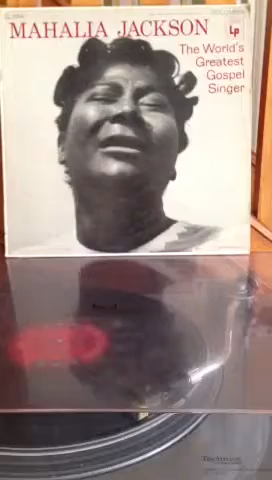 MAHALIA JACKSON
Lp
The World's
Greatest
Gospel
Singer
Technics